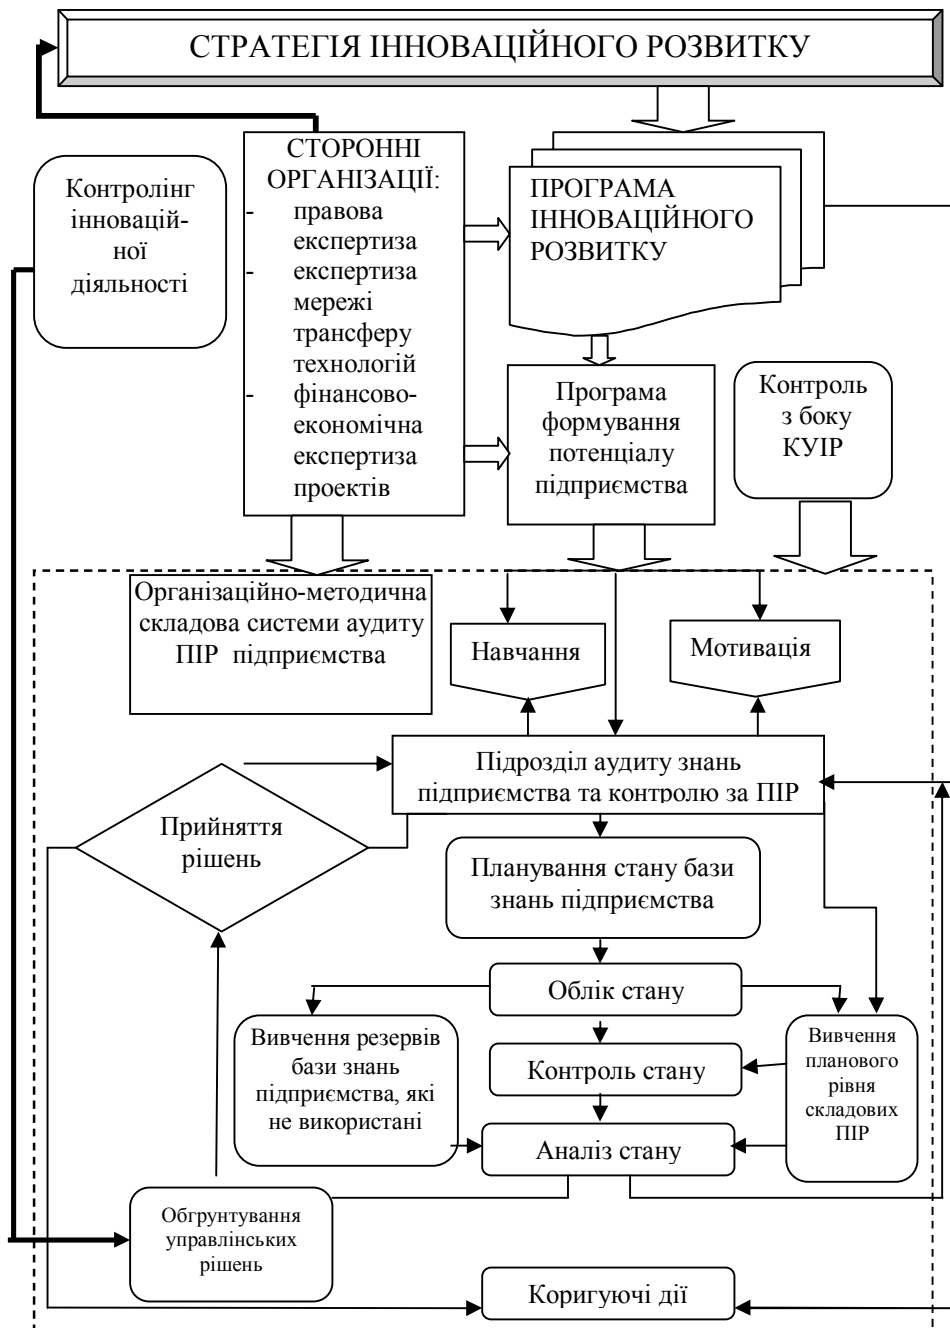 СТРАТЕГІЯ ІННОВАЦІЙНОГО РОЗВИТКУ
Контролінг
інновацій-
ної
діяльності
СТОРОННІ
ОРГАНІЗАЦІЇ:
- правова
експертиза
- експертиза
мережі
трансферу
технологій
- фінансово-
економічна
експертиза
проектів
ПРОГРАМА
ІННОВАЦІЙНОГО
РОЗВИТКУ
Програма
формування
потенціалу
підприємства
Контроль
з боку
КУІР
Організаційно-методична
складова системи аудиту
ПІР підприємства
Навчання
Мотивація
Підрозділ аудиту знань
підприємства та контролю за ПІР
Прийняття
рішень
Планування стану бази
знань підприємства
Облік стану
Вивчення резервів
бази знань
підприємства, які
не використані
Контроль стану
Вивчення
планового
рівня
складових
ПІР
Аналіз стану
Обгрунтування
управлінських
рішень
Коригуючі дії